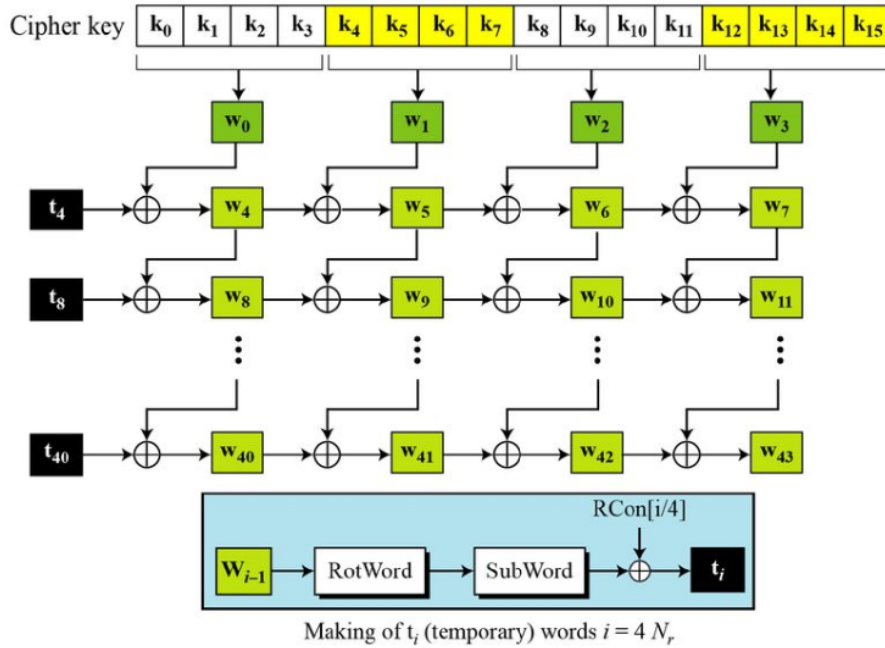 Cipher key k₀ k₁ k₂ k₃ k₄ k₅ k₆ k₇ k₈ k₉ k₁₀ k₁₁ k₁₂ k₁₃ k₁₄ k₁₅
w₀ w₁ w₂ w₃
t₄ w₄ w₅ w₆ w₇
t₈ w₈ w₉ w₁₀ w₁₁
t₄₀ w₄₀ w₄₁ w₄₂ w₄₃
RCon[i/4]
Wᵢ₋₁ RotWord SubWord tᵢ
Making of tᵢ (temporary) words i = 4 Nᵣ